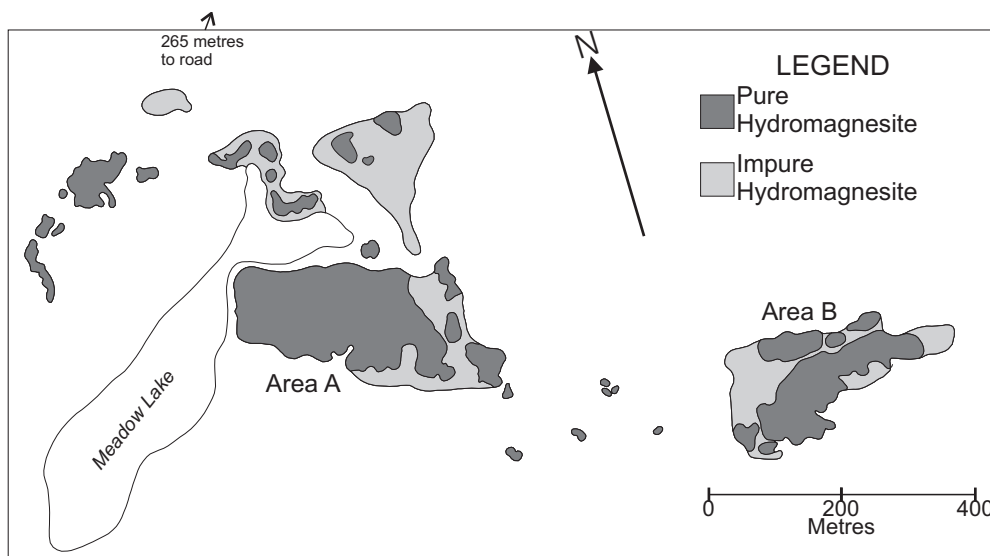 265 metres
to road
N
LEGEND
Pure
Hydromagnesite
Impure
Hydromagnesite
Area B
Area A
Meadow Lake
0 200 400
Metres